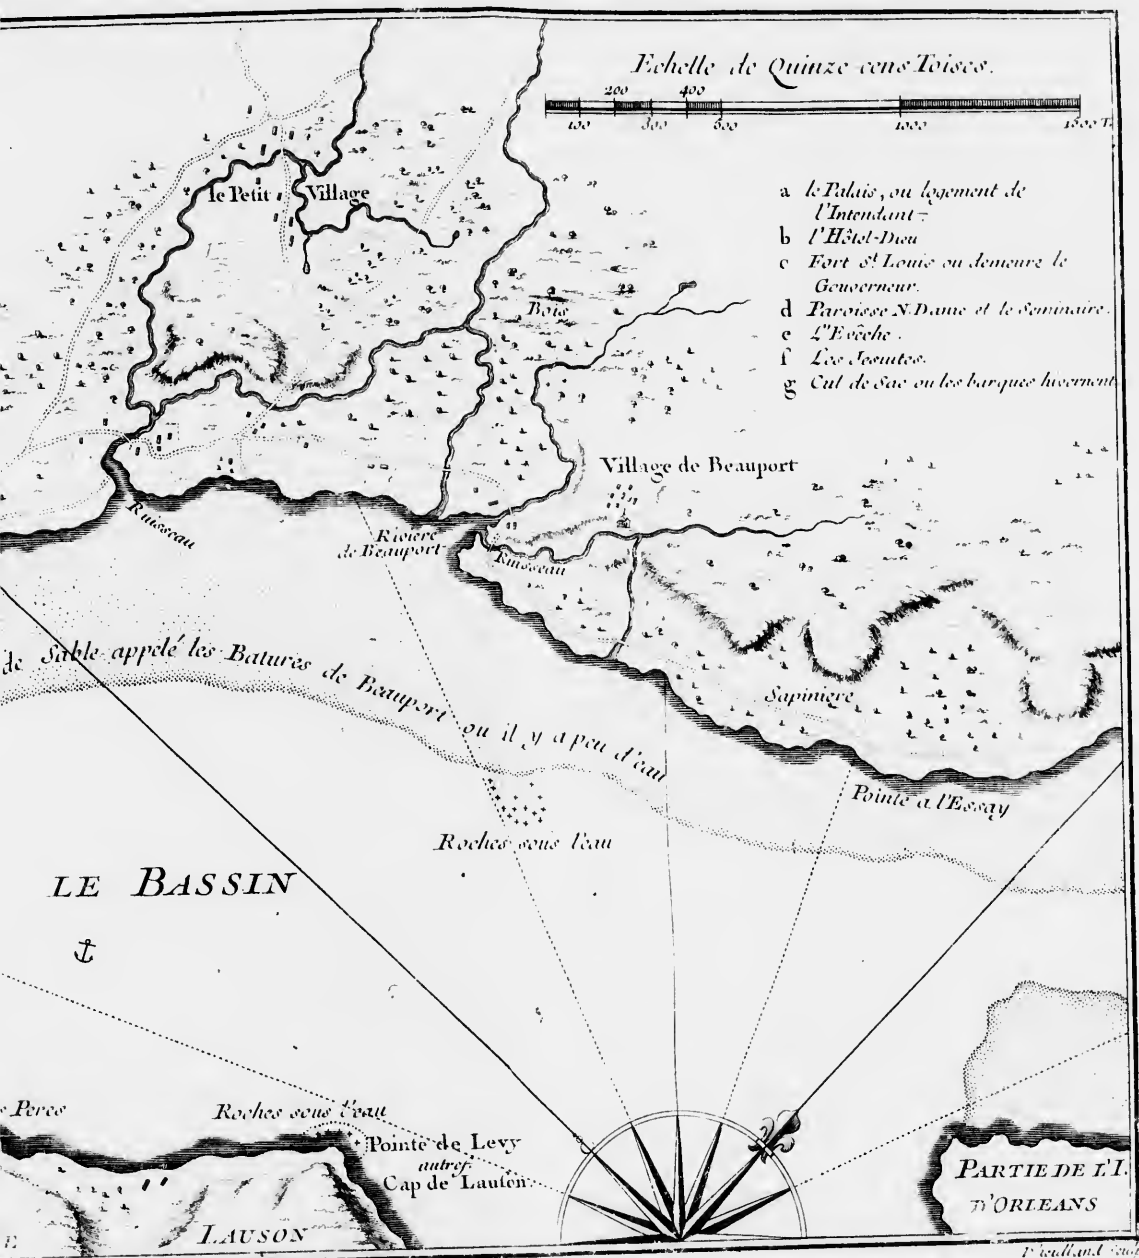 Echelle de Quinze cens Toises.
200 400
100 300 500 1000 1500 T.
a le Palais, ou logement de
l'Intendant
b l'Hôtel-Dieu
c Fort St. Louis ou demeure le
Gouverneur.
d Paroisse N. Dame et le Seminaire.
e L'Evêche.
f Les Jesuites.
g Cul de Sac ou les barques hivernent
le Petit Village
Bois
Village de Beauport
Ruisseau
Riviere
de Beauport
Ruisseau
de Sable appelé les Batures de Beauport ou il y a peu d'eau
Sapiniere
Pointe a l'Essay
Roches sous l'eau
LE BASSIN
s Peres
Roches sous l'eau
Pointe de Levy
autref.
Cap de Lauson
PARTIE DE L'I.
D'ORLEANS
LAUSON
E